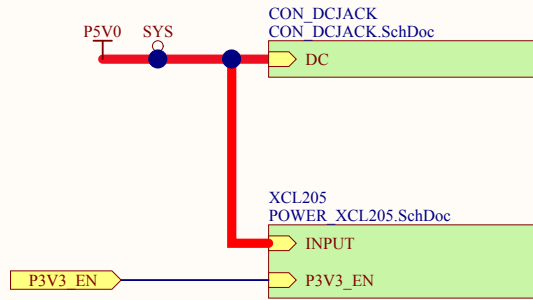 CON_DCJACK
P5V0 SYS CON_DCJACK.SchDoc
DC
XCL205
POWER_XCL205.SchDoc
INPUT
P3V3_EN P3V3_EN